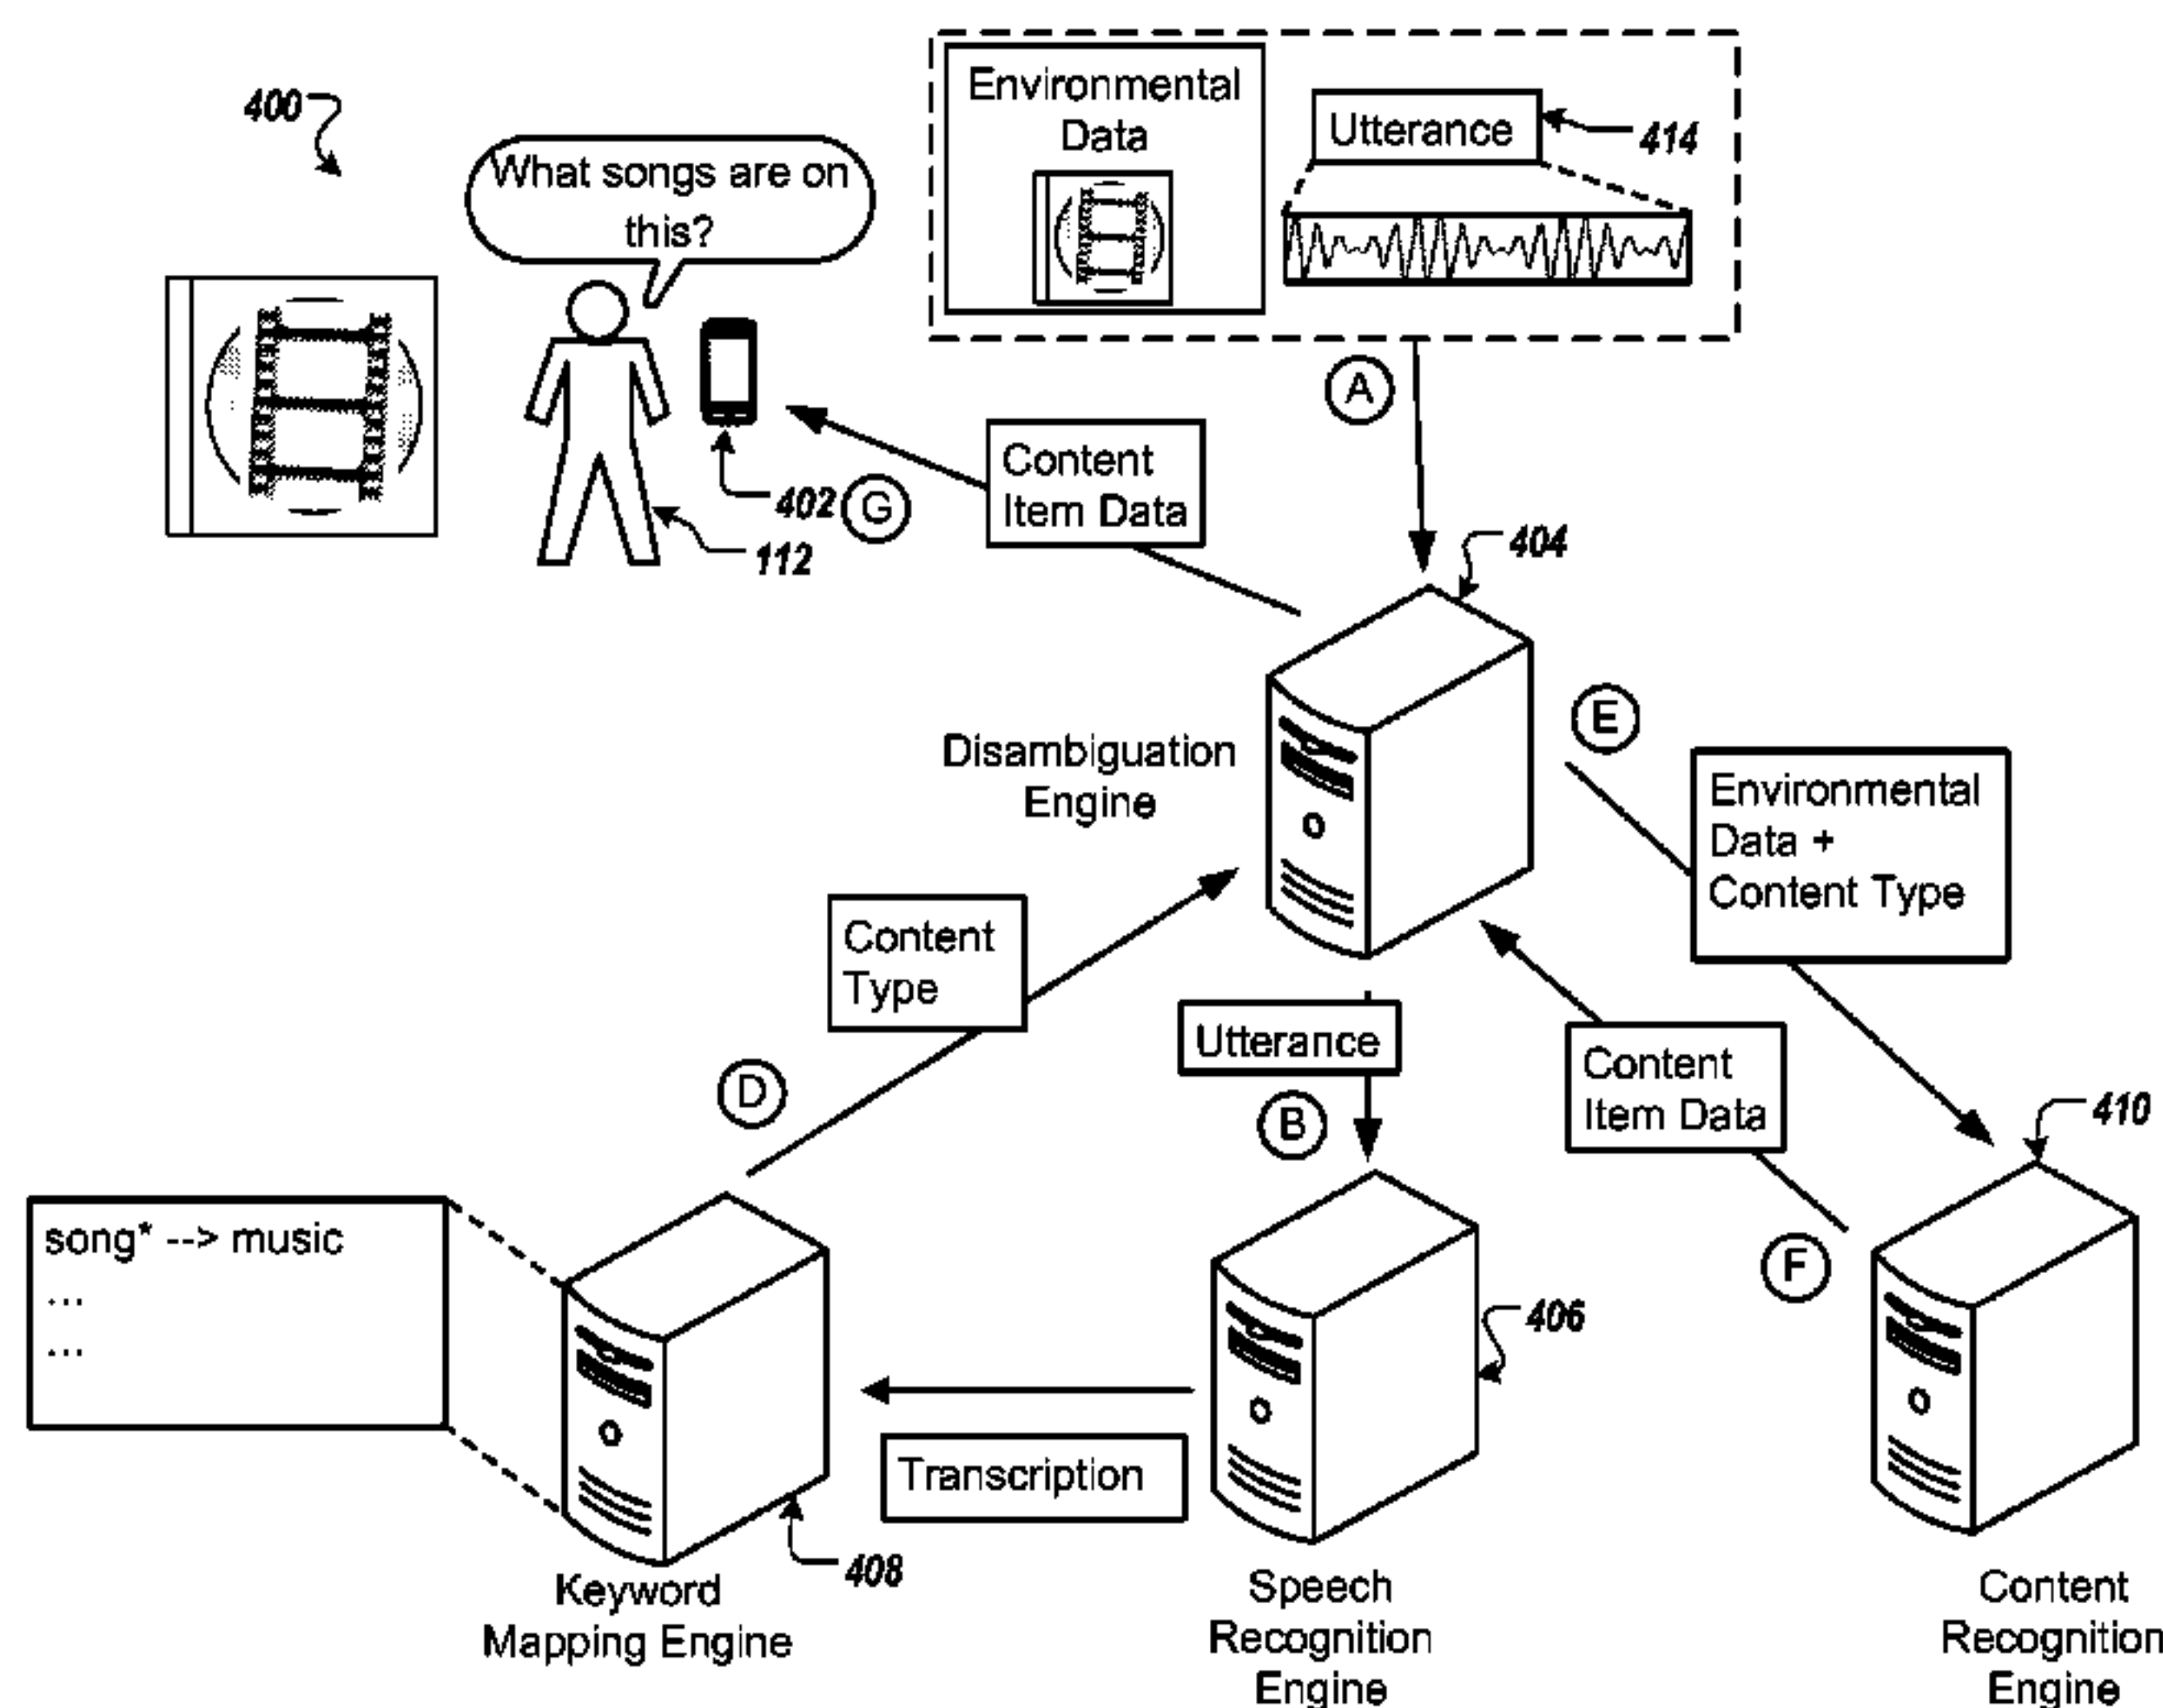 400
What songs are on
this?
Environmental
Data
Utterance
414
A
Content
Item Data
402
G
112
404
Disambiguation
Engine
E
Environmental
Data +
Content Type
Content
Type
D
Utterance
B
Content
Item Data
410
F
song* --> music
...
...
406
Transcription
408
Keyword
Mapping Engine
Speech
Recognition
Engine
Content
Recognition
Engine